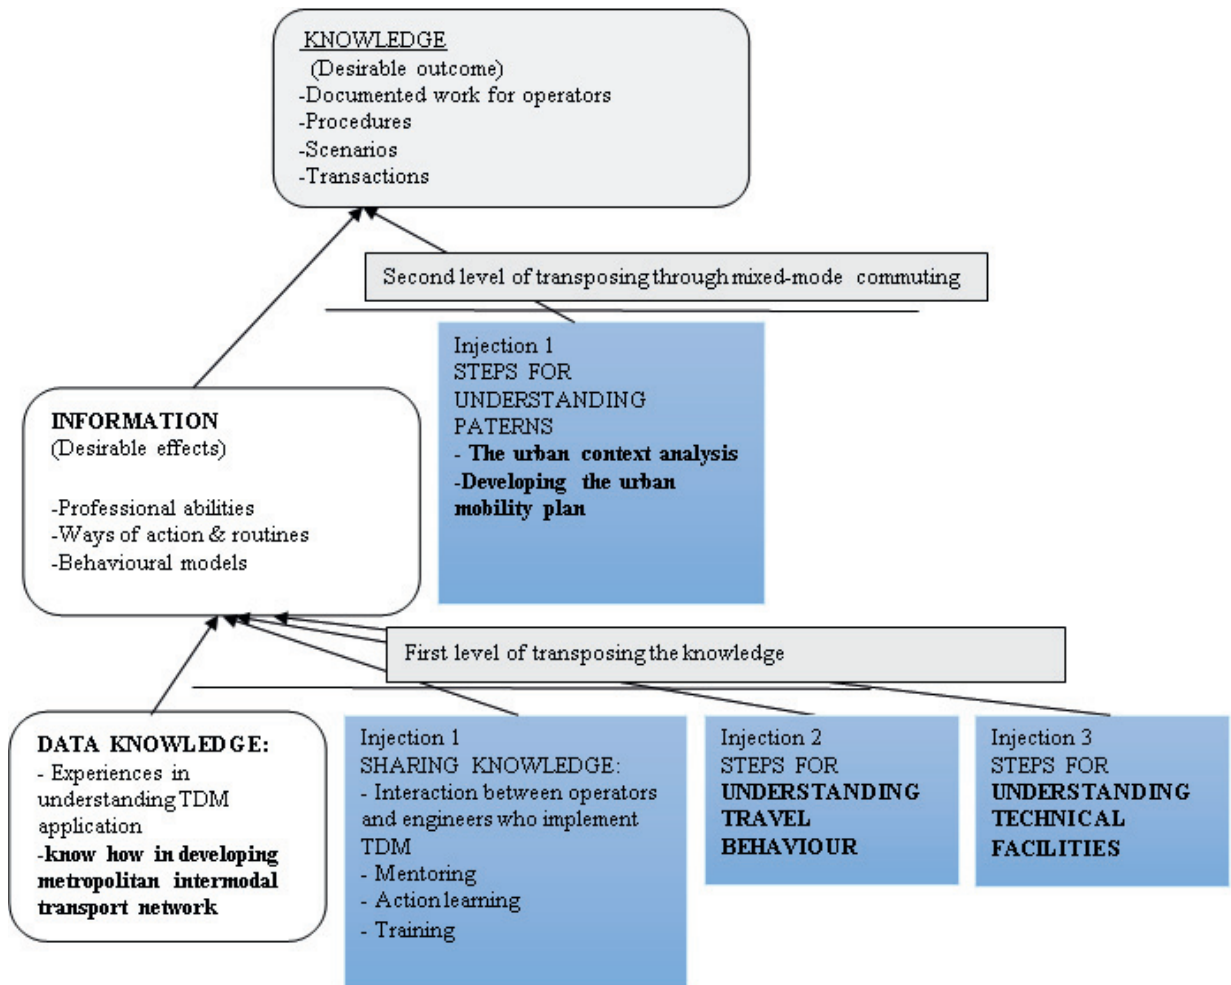 KNOWLEDGE
(Desirable outcome)
-Documented work for operators
-Procedures
-Scenarios
-Transactions
Second level of transposing through mixed-mode commuting
Injection 1
STEPS FOR
UNDERSTANDING
PATERNS
- The urban context analysis
-Developing the urban
mobility plan
INFORMATION
(Desirable effects)
-Professional abilities
-Ways of action & routines
-Behavioural models
First level of transposing the knowledge
DATA KNOWLEDGE:
- Experiences in
understanding TDM
application
-know how in developing
metropolitan intermodal
transport network
Injection 1
SHARING KNOWLEDGE:
- Interaction between operators
and engineers who implement
TDM
- Mentoring
- Action learning
- Training
Injection 2
STEPS FOR
UNDERSTANDING
TRAVEL
BEHAVIOUR
Injection 3
STEPS FOR
UNDERSTANDING
TECHNICAL
FACILITIES